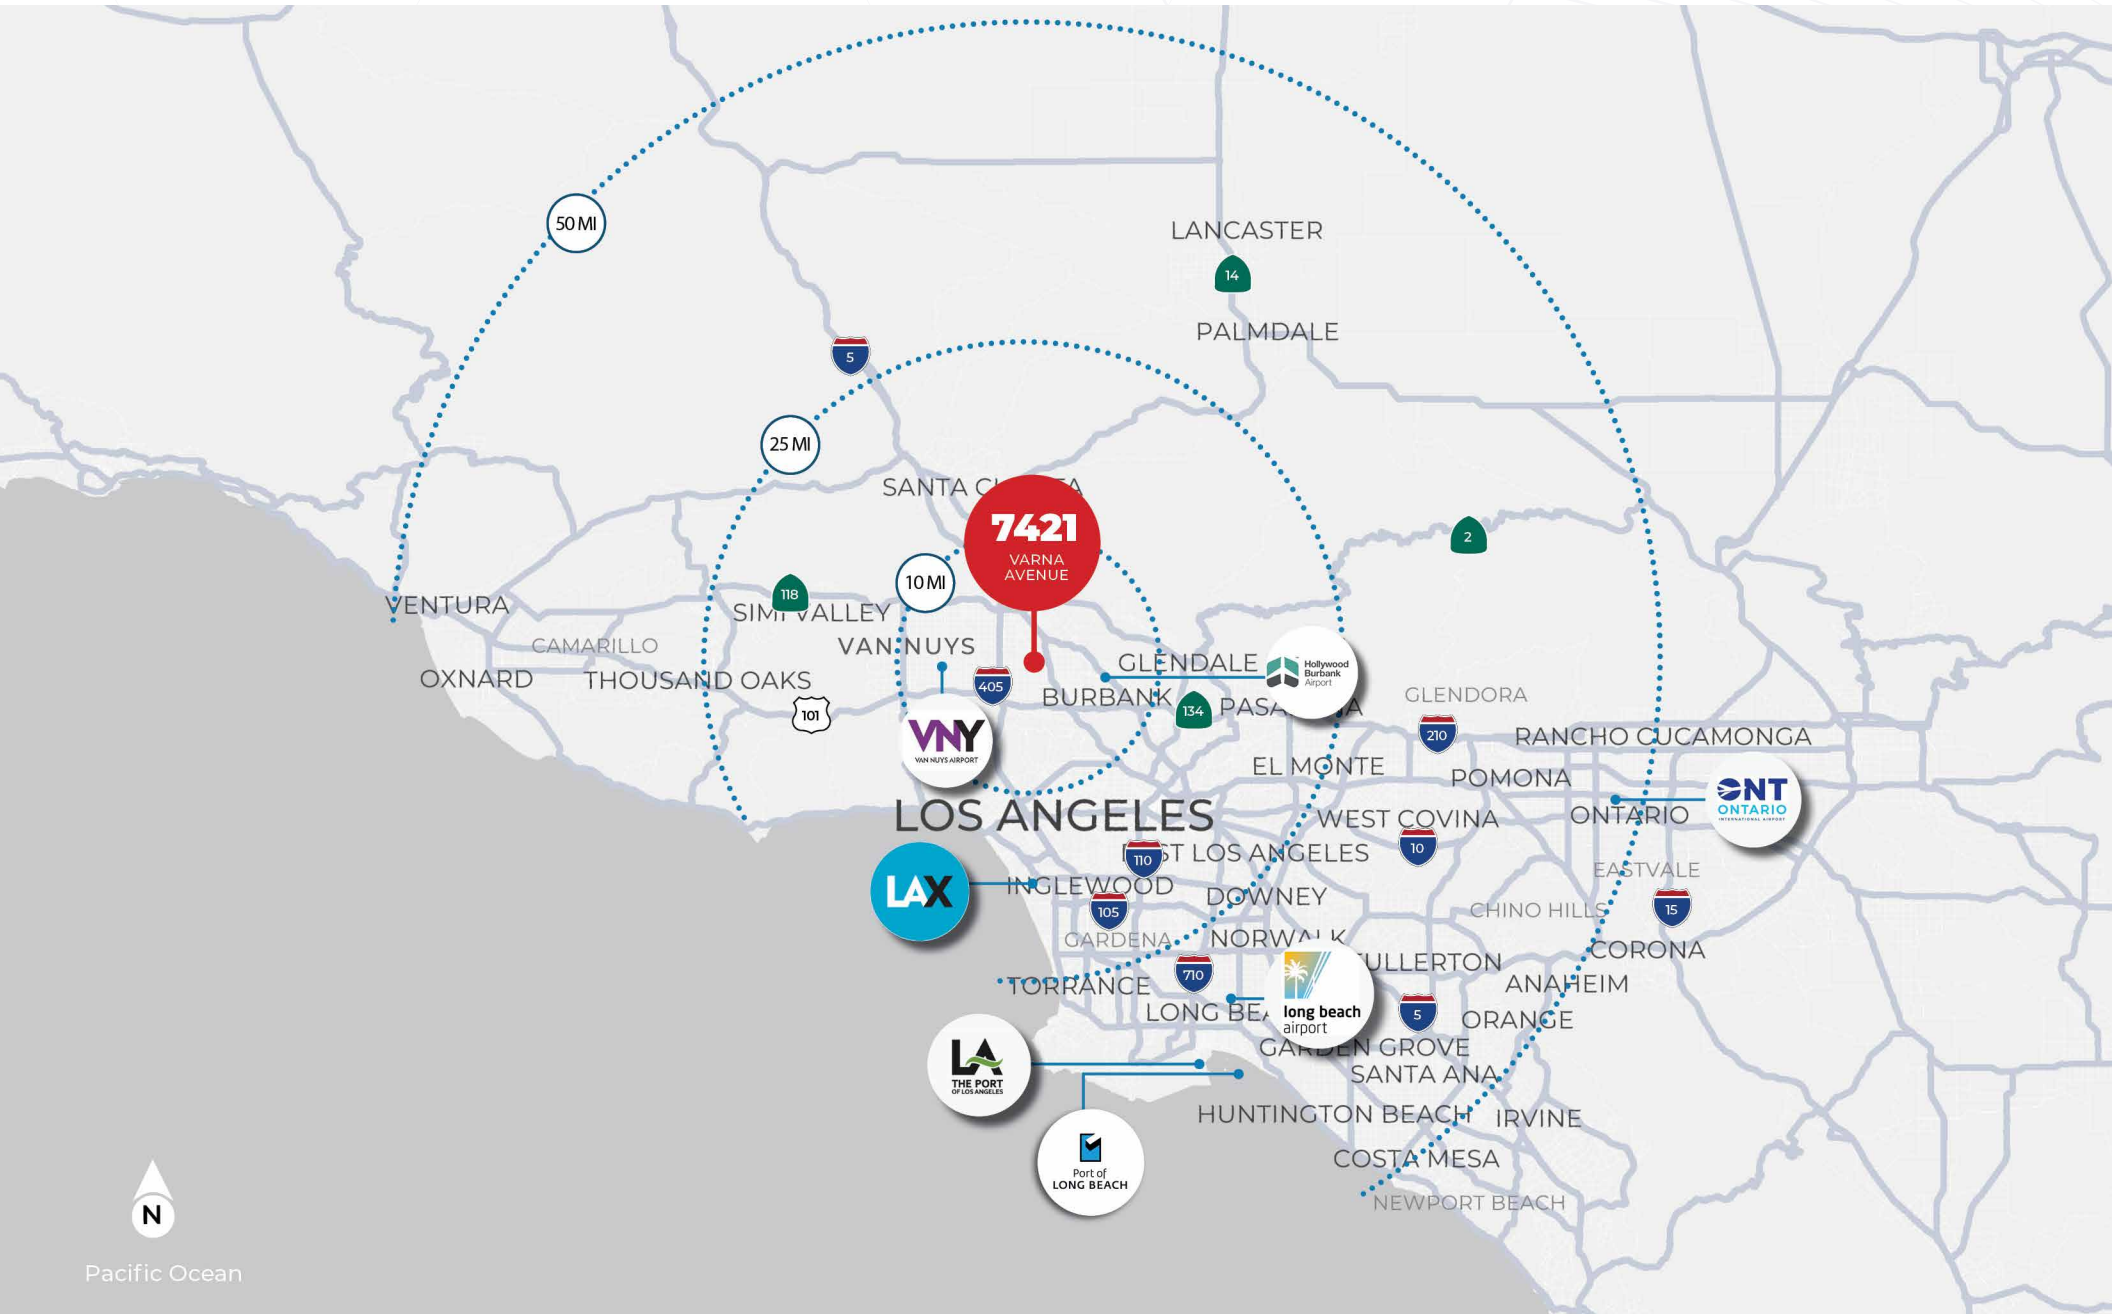 50 MI
LANCASTER
14
PALMDALE
5
25 MI
SANTA
7421
VARNA
AVENUE
2
10 MI
118
SIMI VALLEY
VENTURA
CAMARILLO
VAN NUYS
OXNARD
THOUSAND OAKS
101
405
GLENDALE
Hollywood
Burbank
Airport
BURBANK
134
GLENDORA
210
RANCHO CUCAMONGA
VNY
VAN NUYS AIRPORT
EL MONTE
POMONA
ONT
ONTARIO
INTERNATIONAL AIRPORT
LOS ANGELES
WEST COVINA
ONTARIO
110
LOS ANGELES
10
EASTVALE
LAX
INGLEWOOD
DOWNEY
105
CHINO HILLS
15
GARDENA
NORWALK
CORONA
FULLERTON
710
TORRANCE
ANAHEIM
LONG
long beach
airport
5
ORANGE
GARDEN GROVE
LA
THE PORT
OF LOS ANGELES
SANTA ANA
HUNTINGTON BEACH
IRVINE
COSTA MESA
Port of
LONG BEACH
NEWPORT BEACH
N
Pacific Ocean